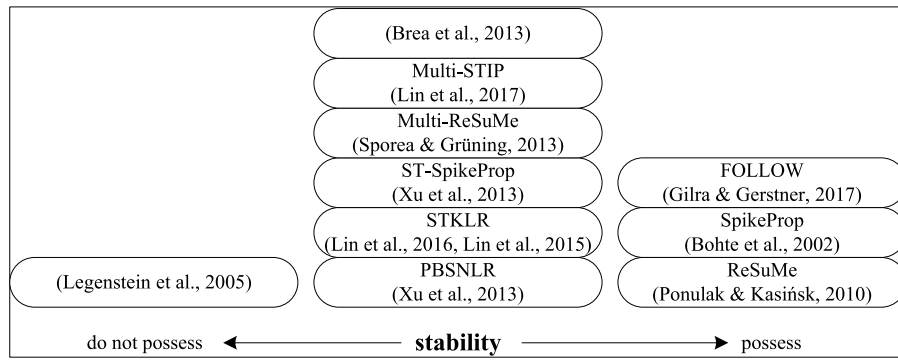 (Brea et al., 2013)
Multi-STIP
(Lin et al., 2017)
Multi-ReSuMe
(Sporea & Grüning, 2013)
ST-SpikeProp
(Xu et al., 2013)
FOLLOW
(Gilra & Gerstner, 2017)
STKLR
(Lin et al., 2016, Lin et al., 2015)
SpikeProp
(Bohte et al., 2002)
(Legenstein et al., 2005)
PBSNLR
(Xu et al., 2013)
ReSuMe
(Ponulak & Kasińsk, 2010)
do not possess stability possess